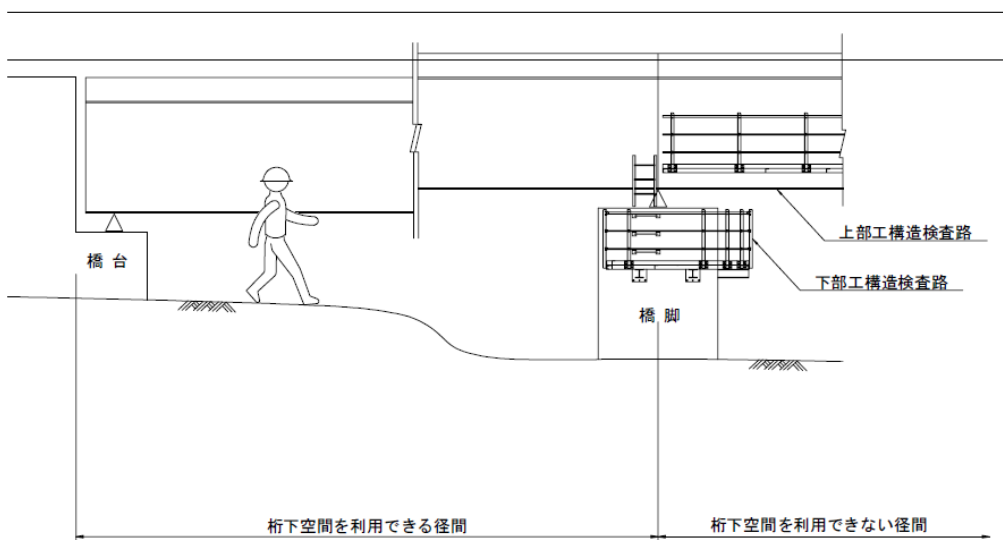 上部工構造検査路
橋台
下部工構造検査路
橋脚
桁下空間を利用できる径間
桁下空間を利用できない径間